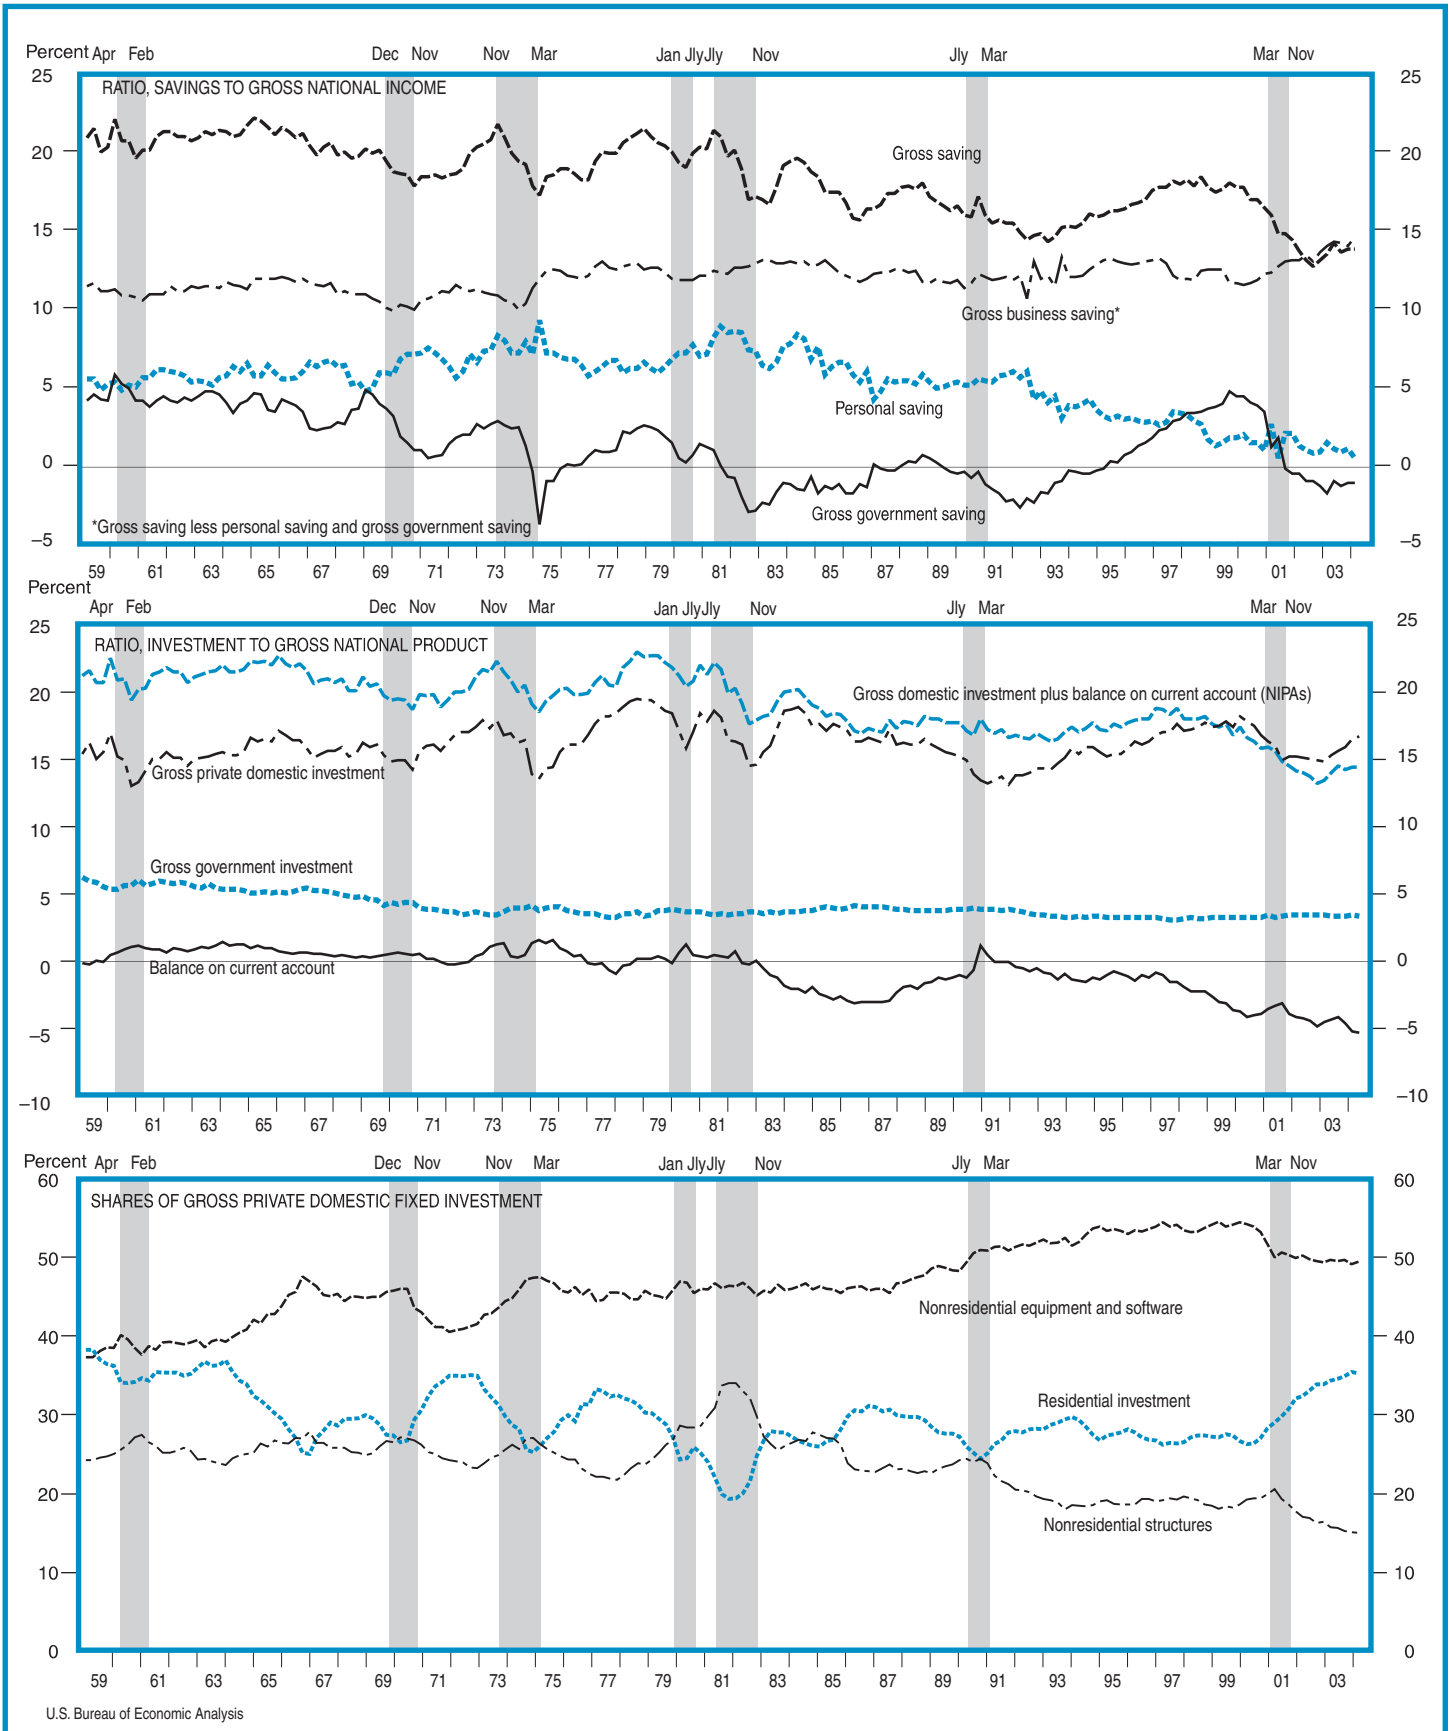 Percent Apr Feb Dec Nov Nov Mar Jan Jly Jly Nov Jly Mar Mar Nov
25 25
RATIO, SAVINGS TO GROSS NATIONAL INCOME
Gross saving
20 20
15 15
10 10
Gross business saving*
5 5
Personal saving
0 0
Gross government saving
*Gross saving less personal saving and gross government saving
–5 –5
59 61 63 65 67 69 71 73 75 77 79 81 83 85 87 89 91 93 95 97 99 01 03
Percent
Apr Feb Dec Nov Nov Mar Jan Jly Jly Nov Jly Mar Mar Nov
25 25
RATIO, INVESTMENT TO GROSS NATIONAL PRODUCT
20 20
Gross domestic investment plus balance on current account (NIPAs)
15 15
Gross private domestic investment
10 10
Gross government investment
5 5
0 0
Balance on current account
–5 –5
–10 –10
59 61 63 65 67 69 71 73 75 77 79 81 83 85 87 89 91 93 95 97 99 01 03
Percent Apr Feb Dec Nov Nov Mar Jan Jly Jly Nov Jly Mar Mar Nov
60 60
SHARES OF GROSS PRIVATE DOMESTIC FIXED INVESTMENT
50 50
Nonresidential equipment and software
40 40
Residential investment
30 30
20 20
Nonresidential structures
10 10
0 0
59 61 63 65 67 69 71 73 75 77 79 81 83 85 87 89 91 93 95 97 99 01 03
U.S. Bureau of Economic Analysis